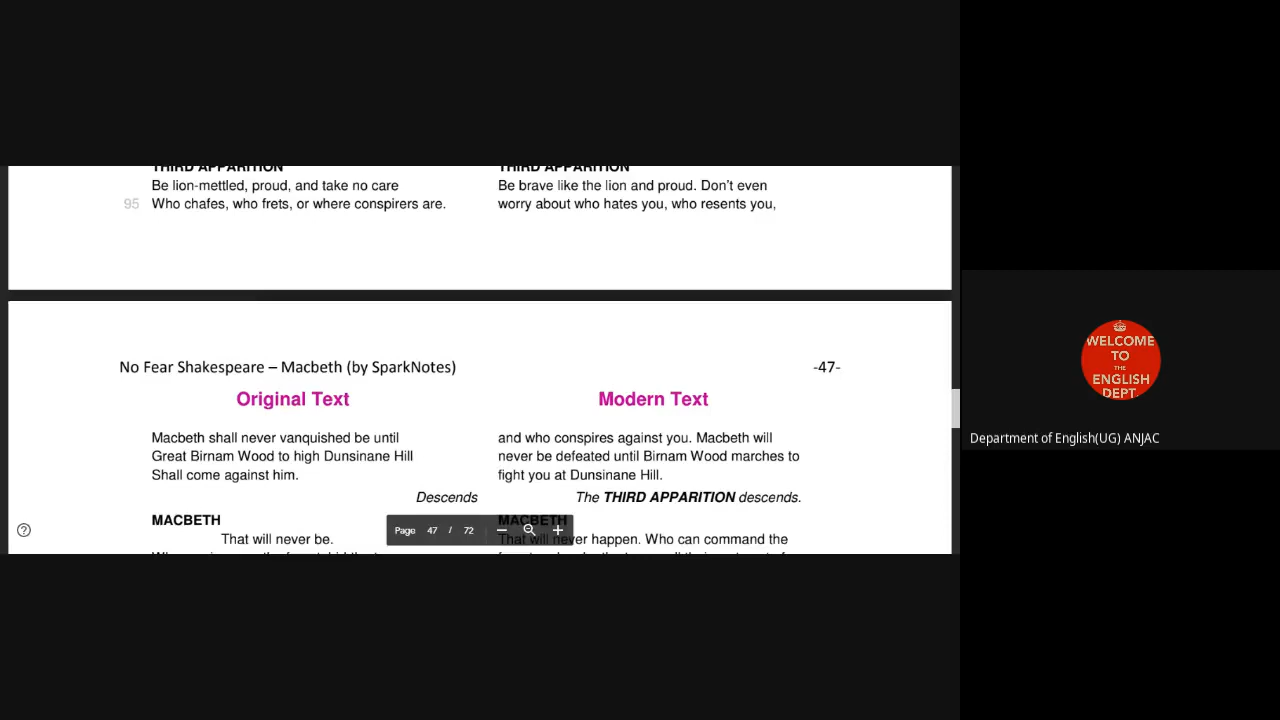 THIRD APPARITION THIRD APPARITION
Be lion-mettled, proud, and take no care
95 Who chafes, who frets, or where conspirers are.
Be brave like the lion and proud. Don’t even
worry about who hates you, who resents you,
No Fear Shakespeare – Macbeth (by SparkNotes) -47-
Original Text
Macbeth shall never vanquished be until
Great Birnam Wood to high Dunsinane Hill
Shall come against him.
Descends
MACBETH
That will never be.
Modern Text
and who conspires against you. Macbeth will
never be defeated until Birnam Wood marches to
fight you at Dunsinane Hill.
The THIRD APPARITION descends.
MACBETH
That will never happen. Who can command the
Page 47 / 72
WELCOME
TO
THE
ENGLISH
DEPT.
Department of English(UG) ANJAC